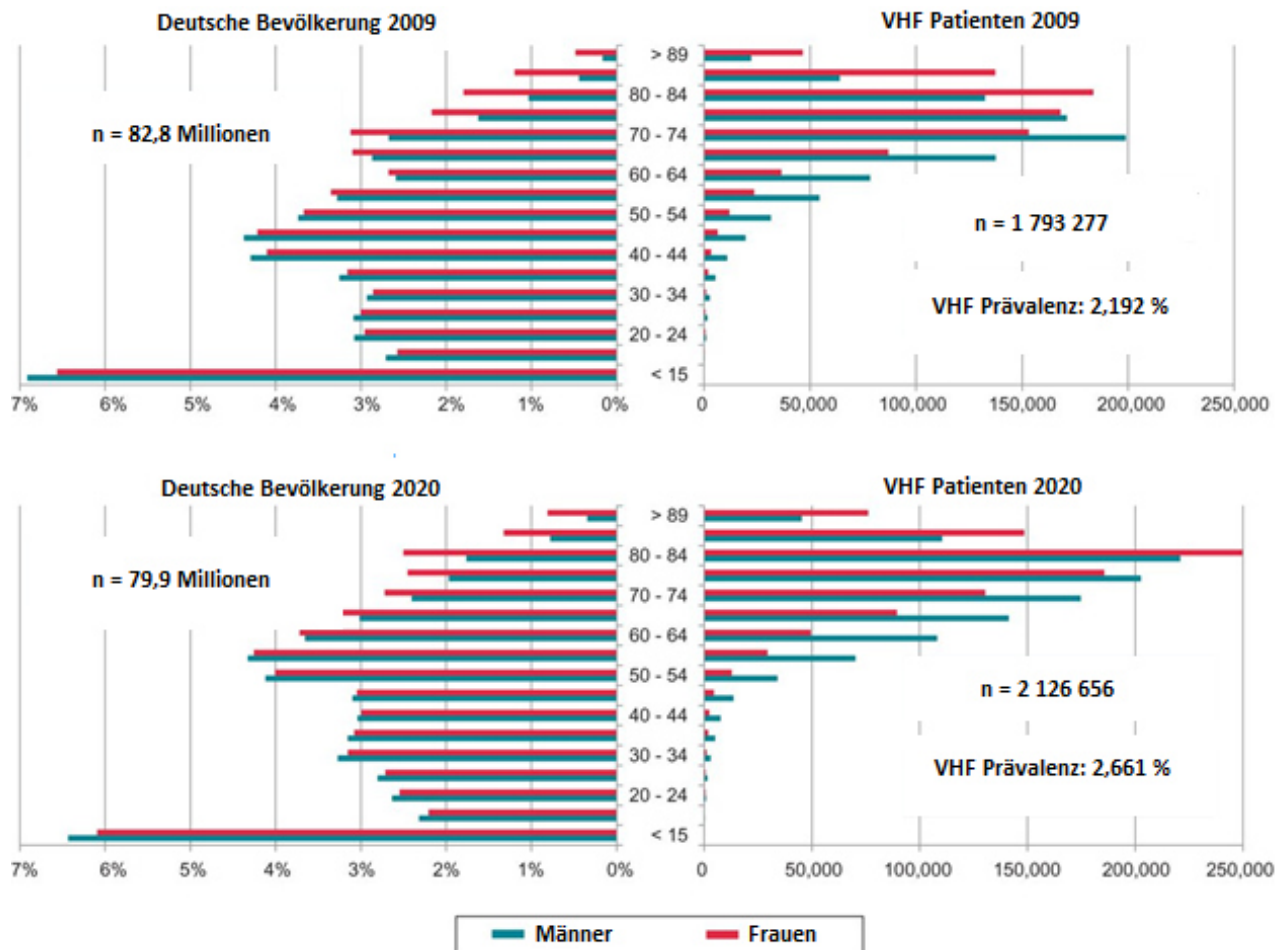 Deutsche Bevölkerung 2009
VHF Patienten 2009
> 89
80 - 84
70 - 74
60 - 64
50 - 54
40 - 44
30 - 34
20 - 24
< 15
n = 82,8 Millionen
n = 1 793 277
VHF Prävalenz: 2,192 %
7% 6% 5% 4% 3% 2% 1% 0%
0 50,000 100,000 150,000 200,000 250,000
Deutsche Bevölkerung 2020
VHF Patienten 2020
> 89
80 - 84
70 - 74
60 - 64
50 - 54
40 - 44
30 - 34
20 - 24
< 15
n = 79,9 Millionen
n = 2 126 656
VHF Prävalenz: 2,661 %
7% 6% 5% 4% 3% 2% 1% 0%
0 50,000 100,000 150,000 200,000 250,000
Männer Frauen